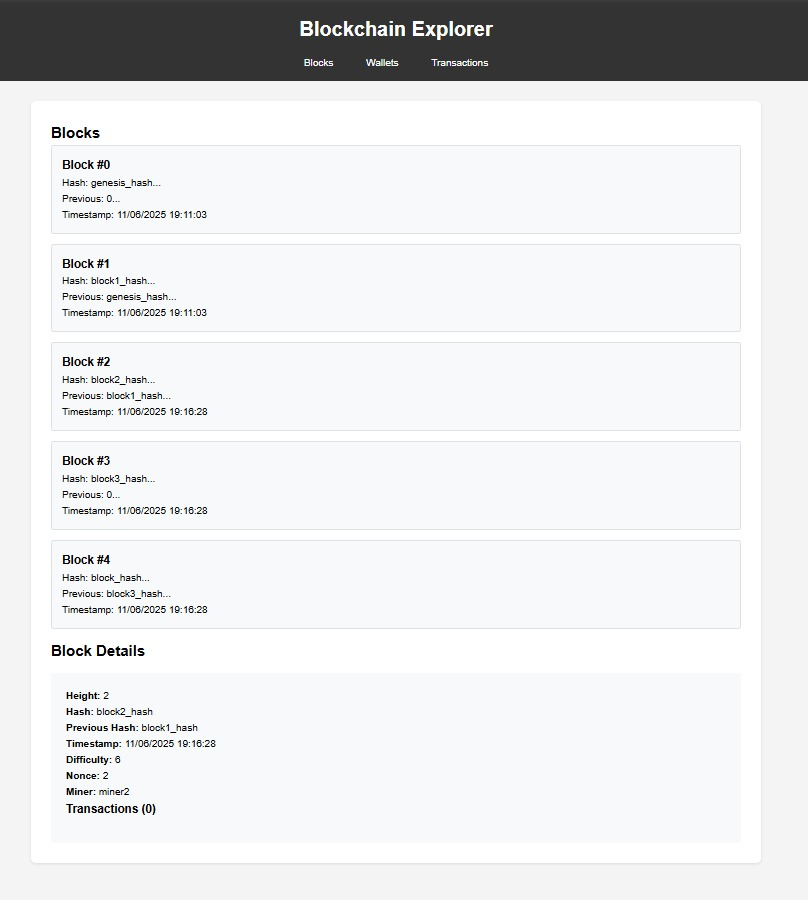 Blockchain Explorer
Blocks Wallets Transactions
Blocks
Block #0
Hash: genesis_hash...
Previous: 0...
Timestamp: 11/06/2025 19:11:03
Block #1
Hash: block1_hash...
Previous: genesis_hash...
Timestamp: 11/06/2025 19:11:03
Block #2
Hash: block2_hash...
Previous: block1_hash...
Timestamp: 11/06/2025 19:16:28
Block #3
Hash: block3_hash...
Previous: 0...
Timestamp: 11/06/2025 19:16:28
Block #4
Hash: block_hash...
Previous: block3_hash...
Timestamp: 11/06/2025 19:16:28
Block Details
Height: 2
Hash: block2_hash
Previous Hash: block1_hash
Timestamp: 11/06/2025 19:16:28
Difficulty: 6
Nonce: 2
Miner: miner2
Transactions (0)